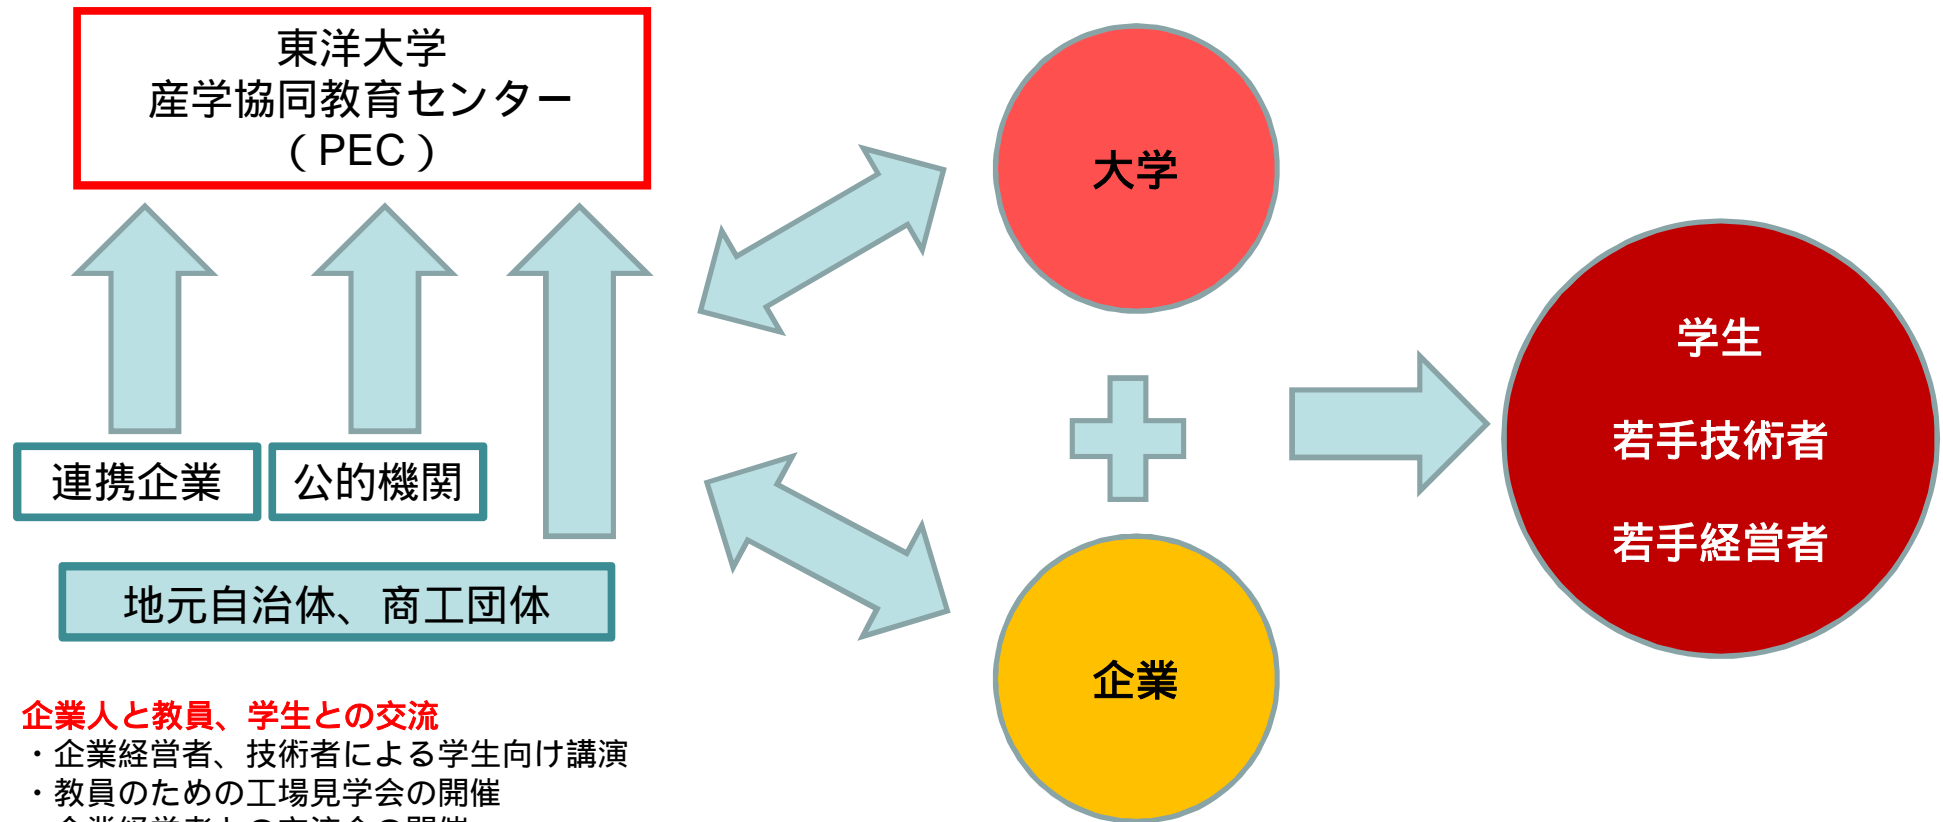 東洋大学
産学協同教育センター
（PEC）
連携企業
公的機関
地元自治体、商工団体
大学
企業
学生
若手技術者
若手経営者
企業人と教員、学生との交流
・企業経営者、技術者による学生向け講演
・教員のための工場見学会の開催